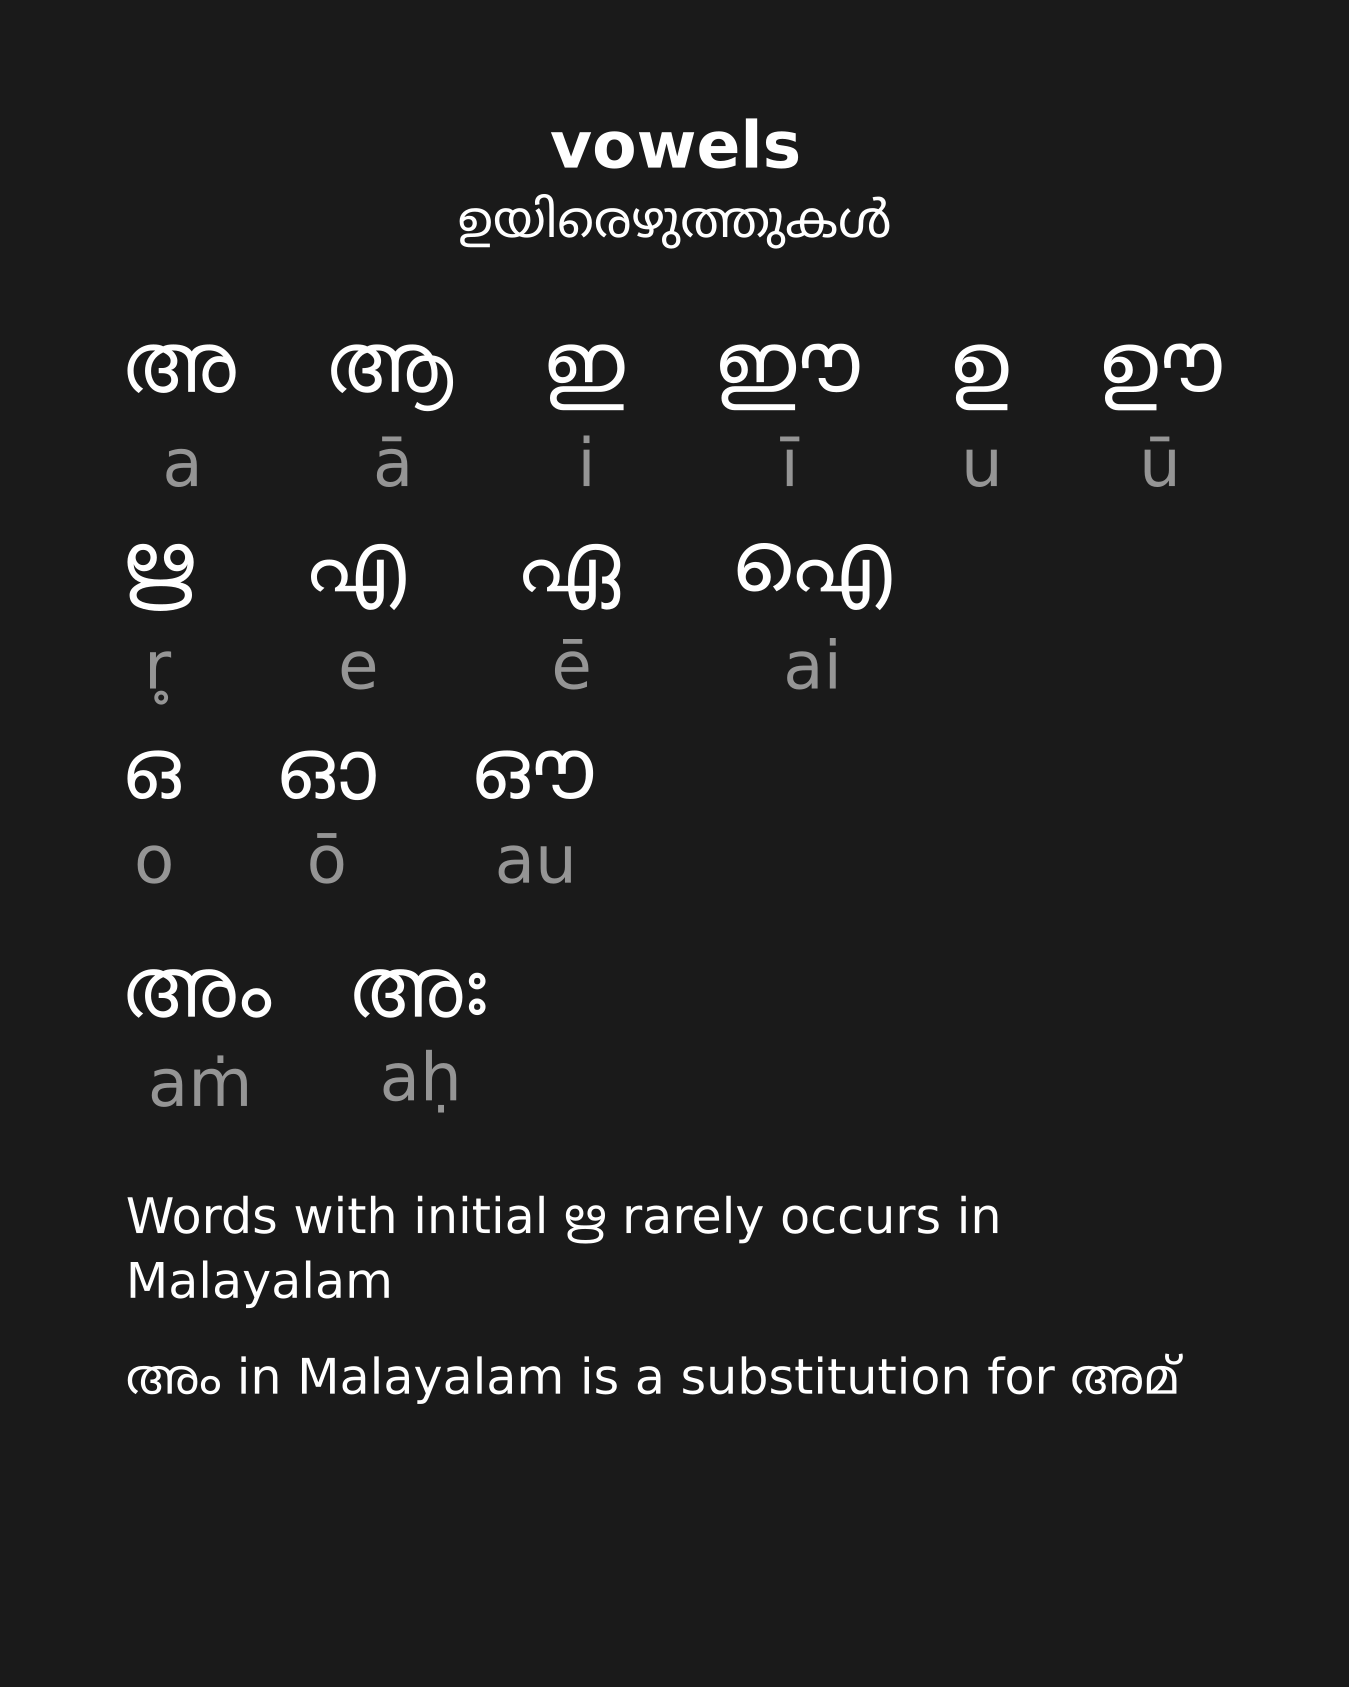 vowels
ഉയിരെഴുത്തുകൾ
അ ആ ഇ ഈ ഉ ഊ
a ā i ī u ū
ഋ എ ഏ ഐ
r̥ e ē ai
ഒ ഓ ഔ
o ō au
അം അഃ
aṁ aḥ
Words with initial ഋ rarely occurs in
Malayalam
അം in Malayalam is a substitution for അമ്